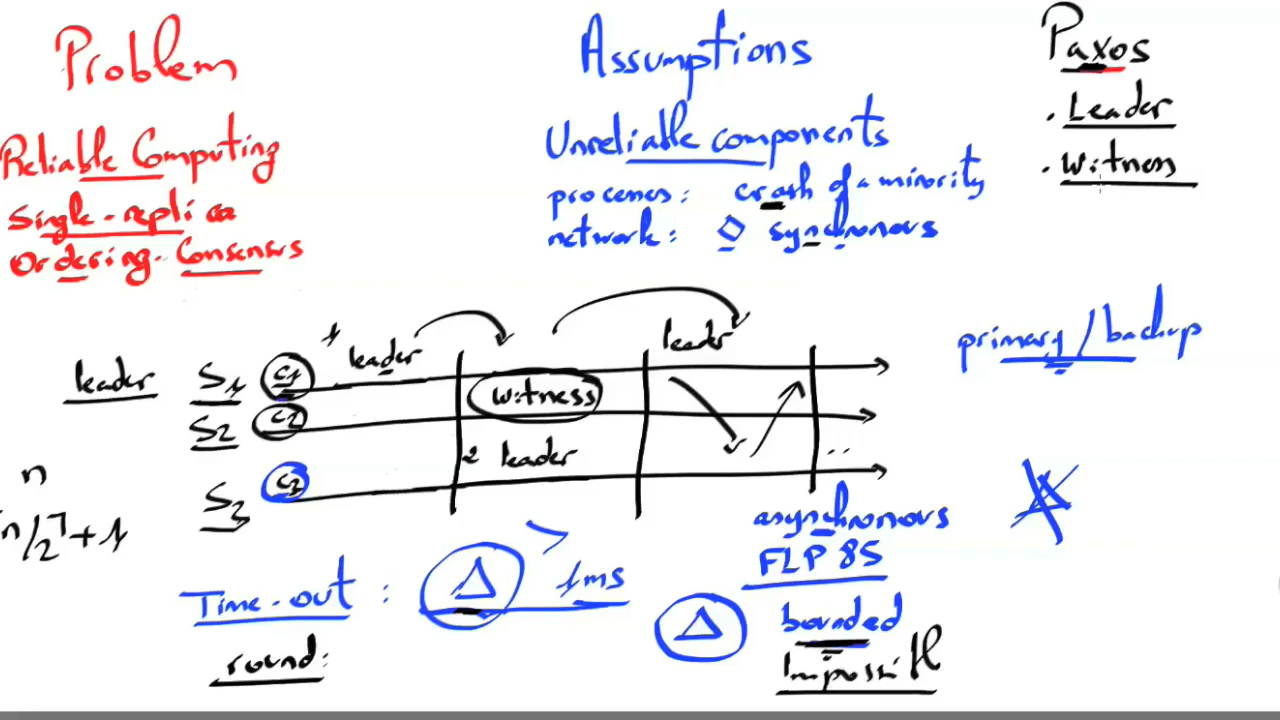 Problem
Reliable Computing
Single-replica
Ordering-Consensus
Assumptions
Unreliable components
processes: crash of a minority
network: ◇ synchronous
Paxos
. Leader
. Witness
primary/backup
leader
1 leader
leader
S1 C1
witness
S2 C2
2 leader
..
S3 C3
n
n/2⌉+1
asynchronous
FLP 85
Time-out : Δ > 1ms
Δ
bounded
round: